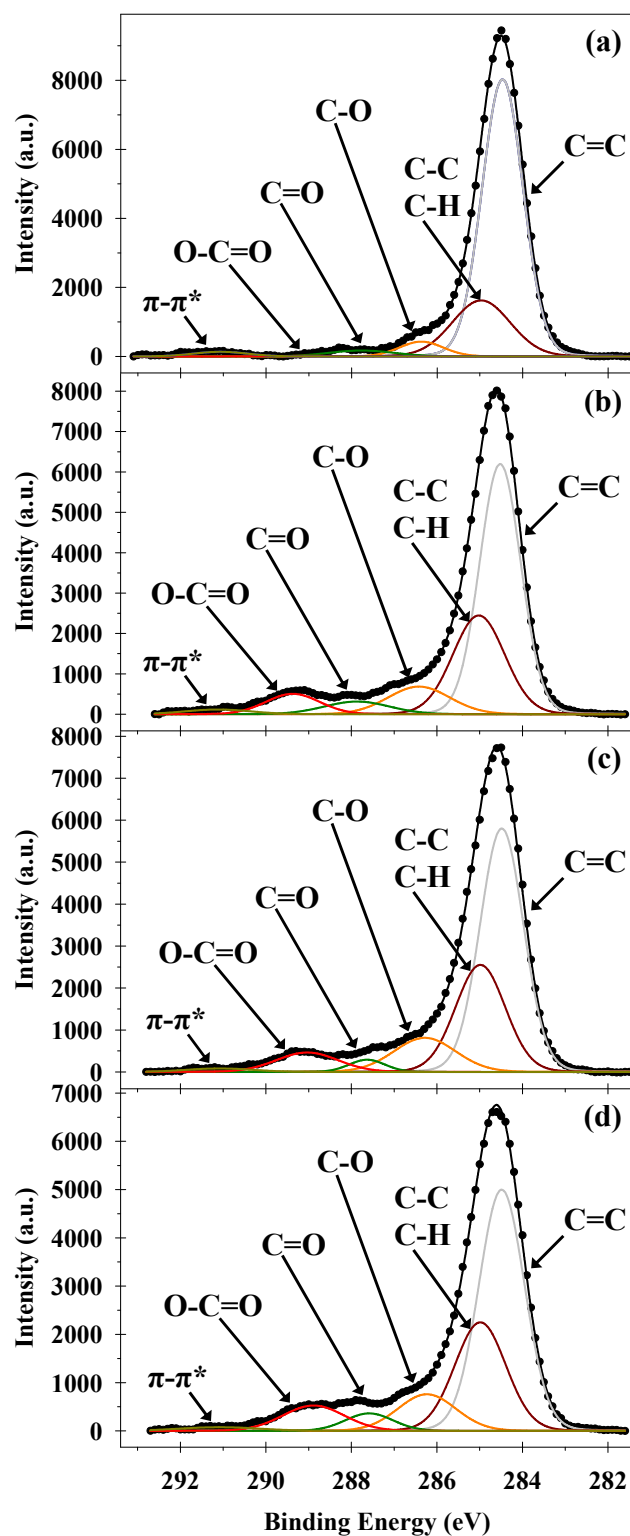 (a)
C-O
C=C
C-C
C-H
C=O
O-C=O
π-π*
8000
6000
4000
2000
0
Intensity (a.u.)
(b)
C-O
C=C
C-C
C-H
C=O
O-C=O
π-π*
8000
7000
6000
5000
4000
3000
2000
1000
0
Intensity (a.u.)
(c)
C-O
C-C
C=C
C-H
C=O
O-C=O
π-π*
8000
7000
6000
5000
4000
3000
2000
1000
0
Intensity (a.u.)
(d)
C-O
C-C
C=C
C-H
C=O
O-C=O
π-π*
7000
6000
5000
4000
3000
2000
1000
0
Intensity (a.u.)
292 290 288 286 284 282
Binding Energy (eV)